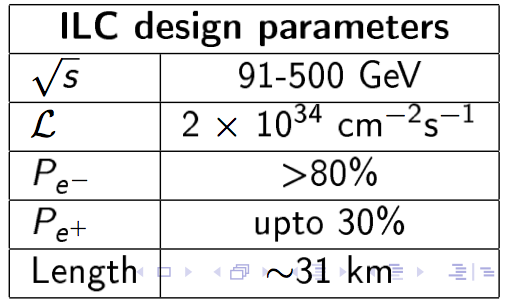 ILC design parameters
√s 91-500 GeV
ℒ 2 × 10³⁴ cm⁻²s⁻¹
Pₑ₋ >80%
Pₑ₊ upto 30%
Length ~31 km